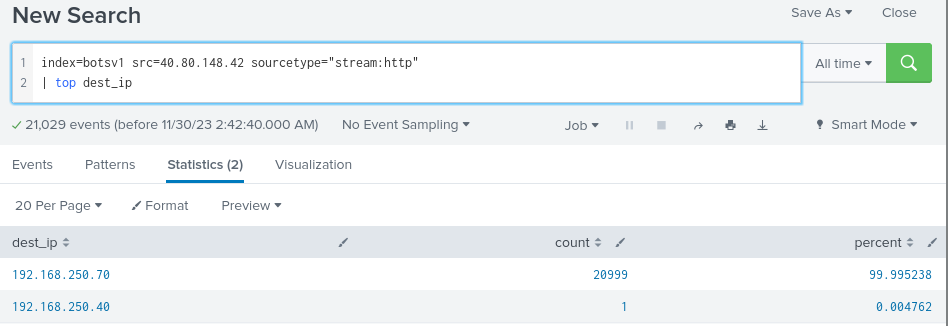 New Search
Save As ▾ Close
1 index=botsv1 src=40.80.148.42 sourcetype="stream:http"
2 | top dest_ip
All time ▾
✓ 21,029 events (before 11/30/23 2:42:40.000 AM) No Event Sampling ▾ Job ▾ Smart Mode ▾
Events Patterns Statistics (2) Visualization
20 Per Page ▾ Format Preview ▾
dest_ip count percent
192.168.250.70 20999 99.995238
192.168.250.40 1 0.004762